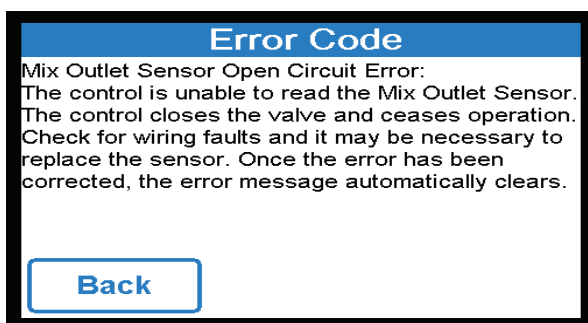 Error Code
Mix Outlet Sensor Open Circuit Error:
The control is unable to read the Mix Outlet Sensor.
The control closes the valve and ceases operation.
Check for wiring faults and it may be necessary to
replace the sensor. Once the error has been
corrected, the error message automatically clears.
Back